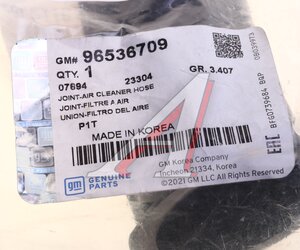 GM# 96536709
QTY. 1
07694 23304 GR. 3.407
JOINT-AIR CLEANER HOSE
JOINT-FILTRE A AIR
UNION-FILTRO DEL AIRE
P1T
MADE IN KOREA
gm GENUINE PARTS
GM Korea Company
Incheon 21334, Korea
©2021 GM LLC All Rights
EAC